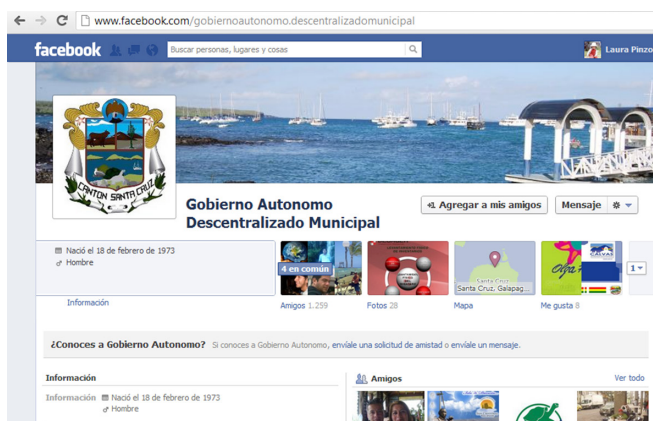 www.facebook.com/gobiernoautonomo.descentralizadomunicipal
facebook
Buscar personas, lugares y cosas
Laura Pinzo
CANTON SANTA CRUZ
Gobierno Autonomo
Descentralizado Municipal
+1 Agregar a mis amigos
Mensaje
Nació el 18 de febrero de 1973
Hombre
Información
4 en común
Amigos 1.259
Fotos 28
Santa Cruz, Galapag...
Mapa
CALVAS
Me gusta 8
1
¿Conoces a Gobierno Autonomo? Si conoces a Gobierno Autonomo, envíale una solicitud de amistad o envíale un mensaje.
Información
Información Nació el 18 de febrero de 1973
Hombre
Amigos
Ver todo